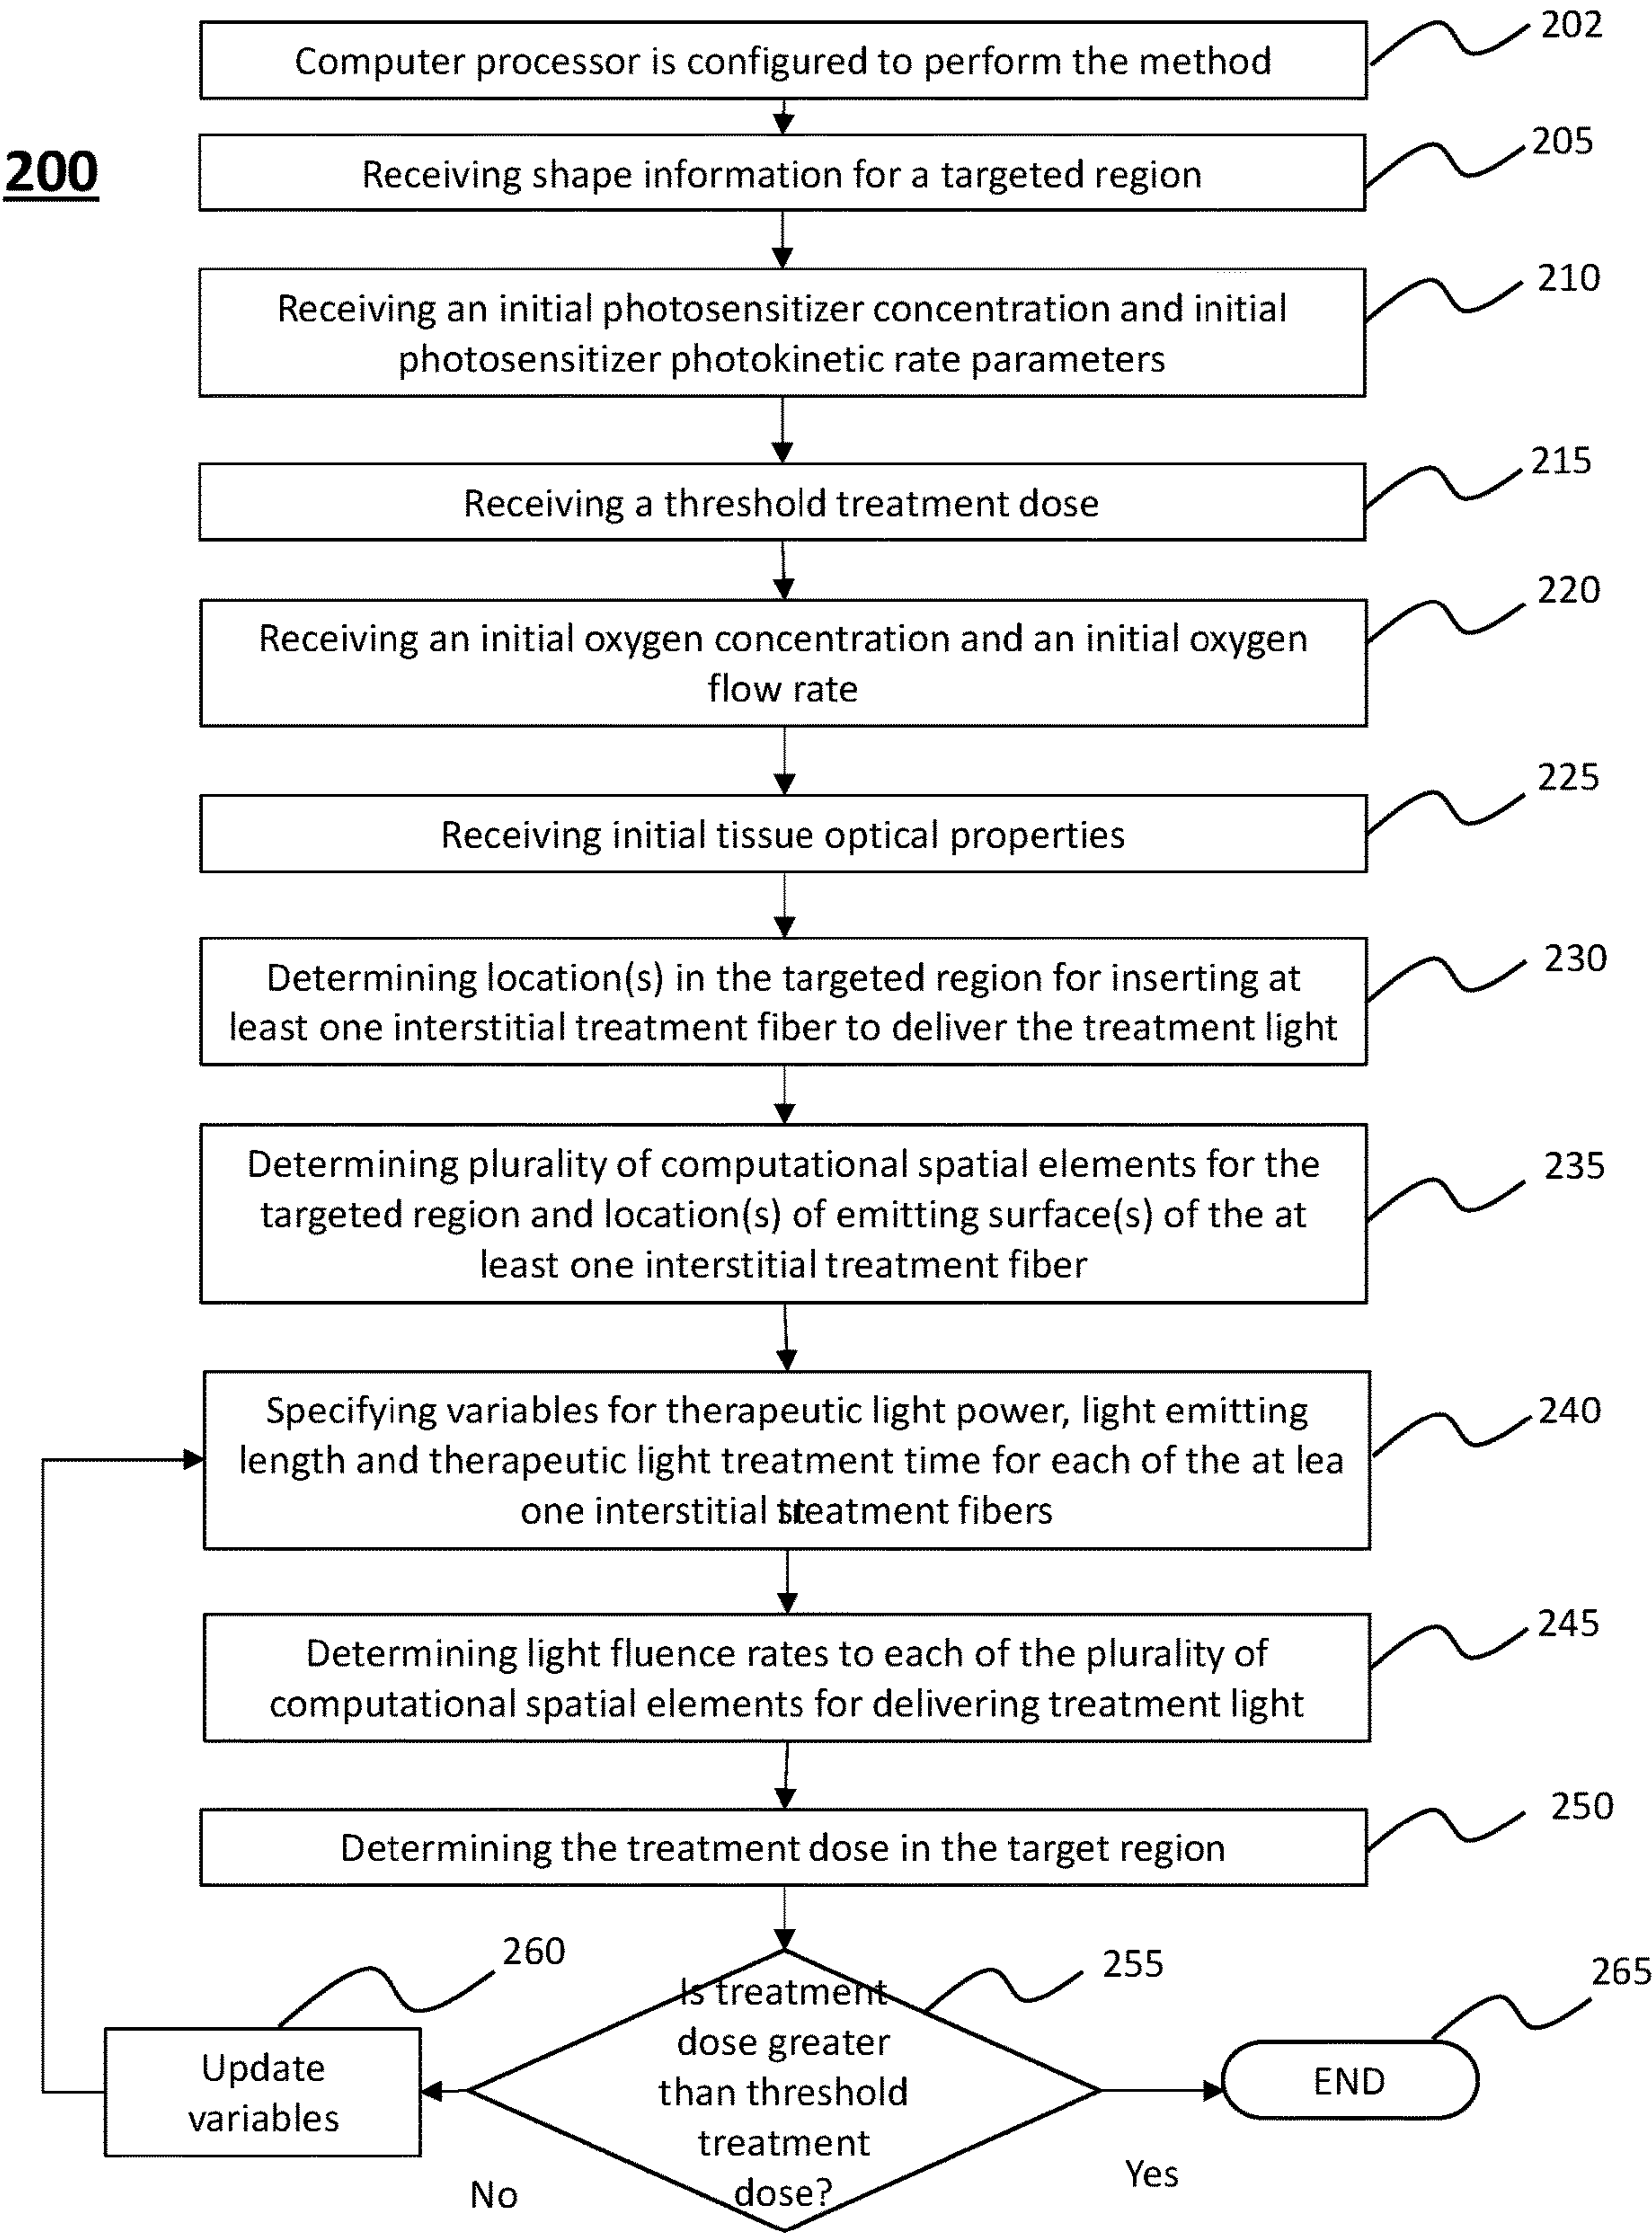 202
Computer processor is configured to perform the method
200
205
Receiving shape information for a targeted region
210
Receiving an initial photosensitizer concentration and initial
photosensitizer photokinetic rate parameters
215
Receiving a threshold treatment dose
220
Receiving an initial oxygen concentration and an initial oxygen
flow rate
225
Receiving initial tissue optical properties
230
Determining location(s) in the targeted region for inserting at
least one interstitial treatment fiber to deliver the treatment light
235
Determining plurality of computational spatial elements for the
targeted region and location(s) of emitting surface(s) of the at
least one interstitial treatment fiber
240
Specifying variables for therapeutic light power, light emitting
length and therapeutic light treatment time for each of the at lea
st
one interstitial treatment fibers
245
Determining light fluence rates to each of the plurality of
computational spatial elements for delivering treatment light
250
Determining the treatment dose in the target region
260
255
265
Is treatment
dose greater
than threshold
treatment
dose?
Update
variables
END
No
Yes